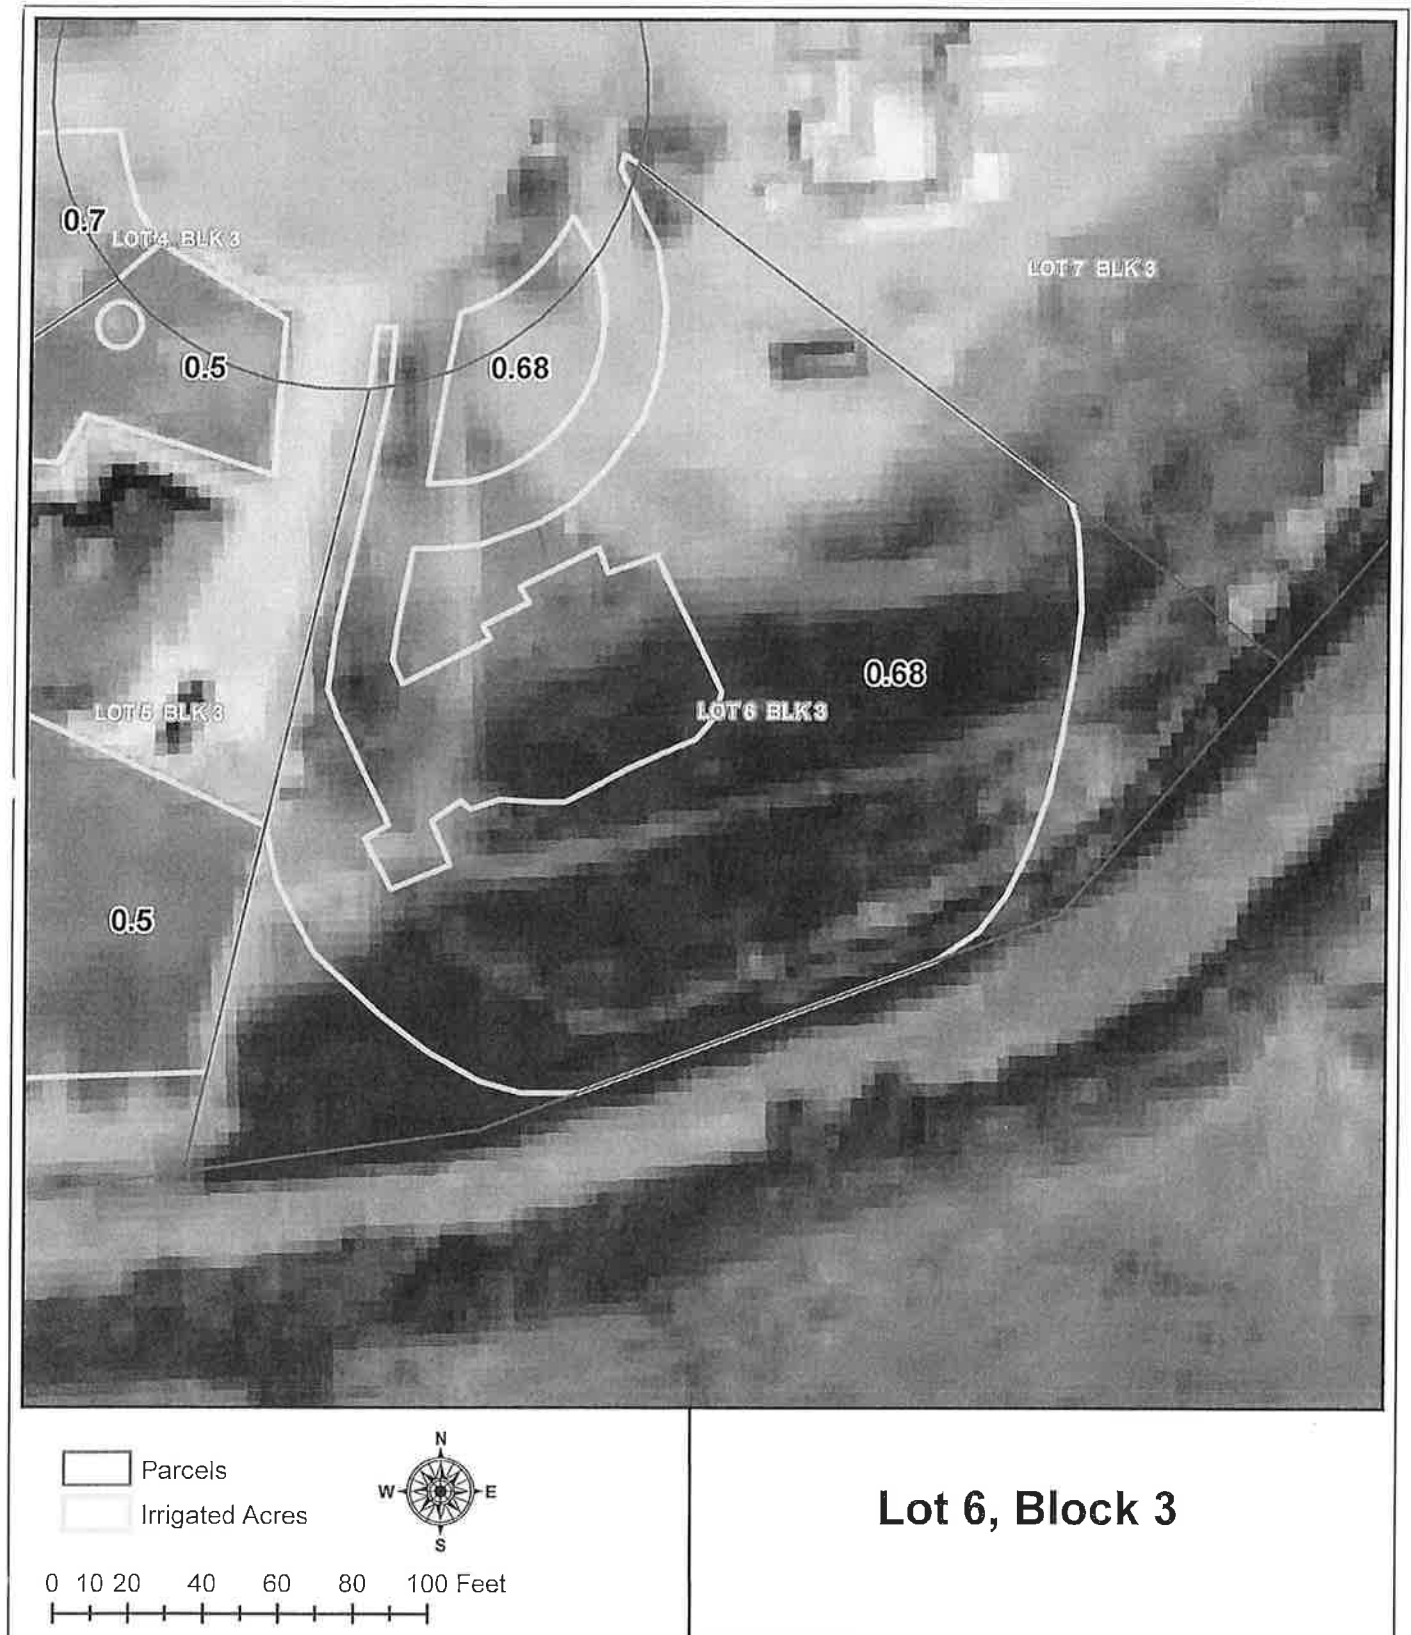 0.7
LOT 4 BLK 3
LOT 7 BLK 3
0.5
0.68
0.68
LOT 5 BLK 3
LOT 6 BLK 3
0.5
N
Parcels
W E
Irrigated Acres
S
Lot 6, Block 3
0 10 20 40 60 80 100 Feet